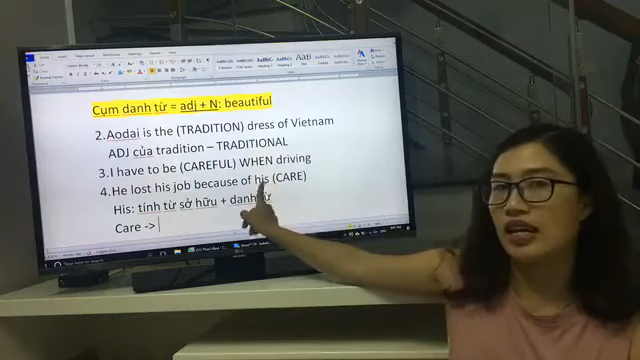 Cụm danh từ = adj + N: beautiful
2.Aodai is the (TRADITION) dress of Vietnam
ADJ của tradition – TRADITIONAL
3.I have to be (CAREFUL) WHEN driving
4.He lost his job because of his (CARE)
His: tính từ sở hữu + danh từ
Care ->